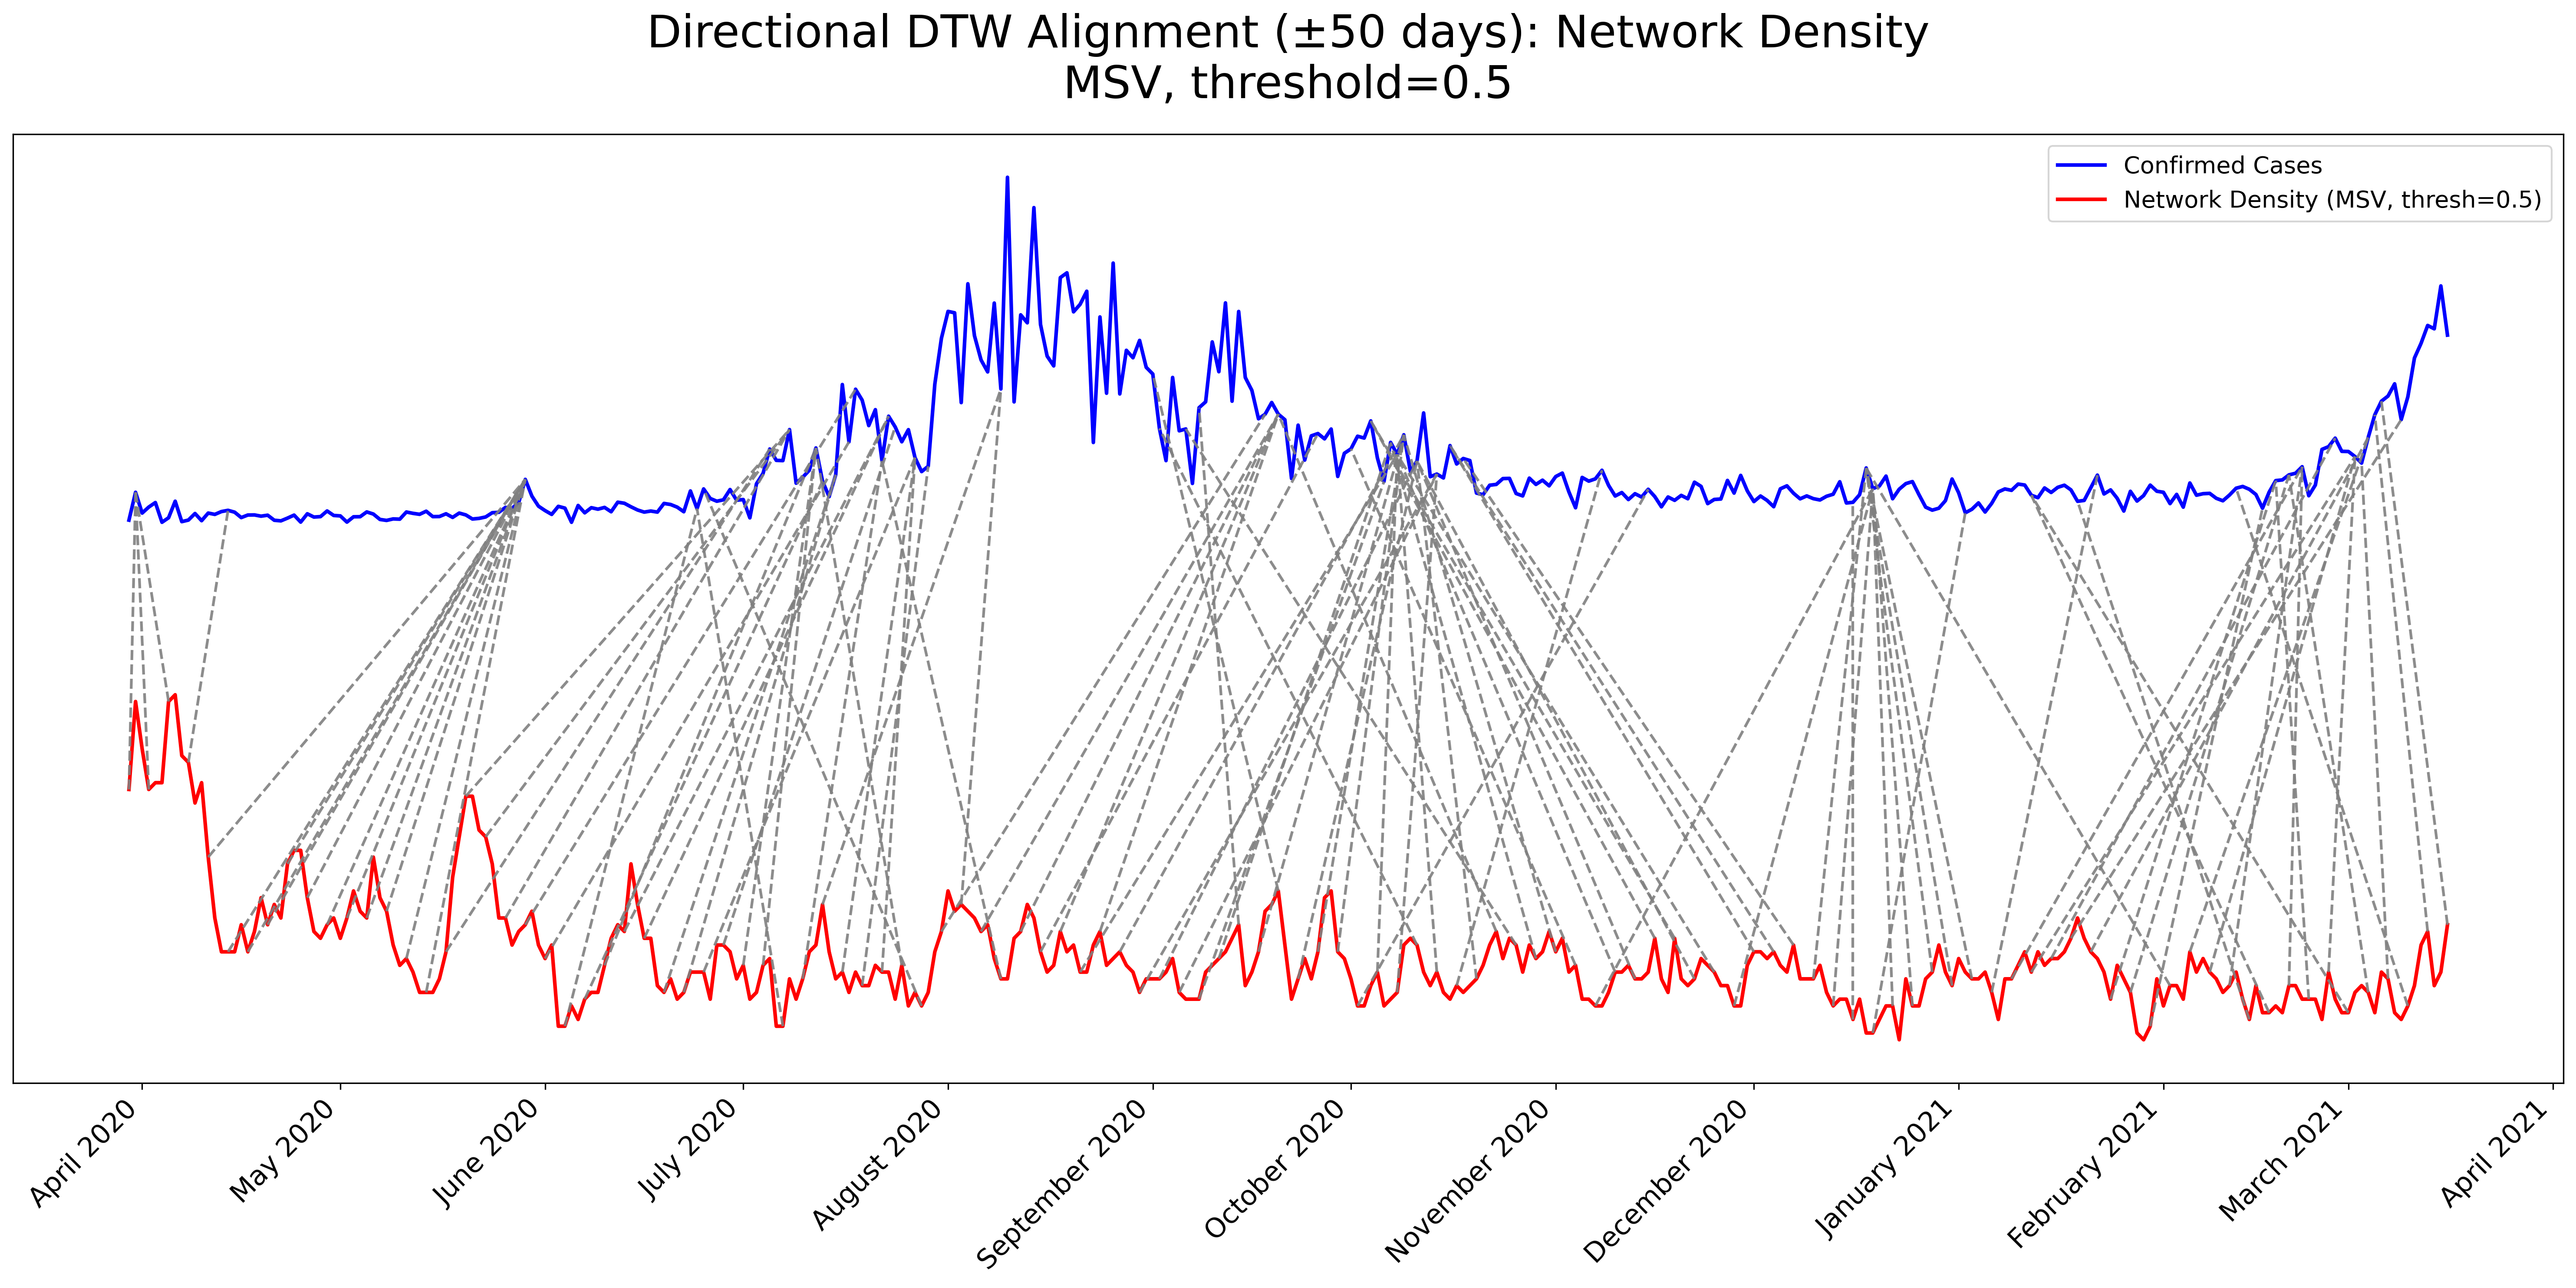 Directional DTW Alignment (±50 days): Network Density
MSV, threshold=0.5
Confirmed Cases
Network Density (MSV, thresh=0.5)
April 2020
May 2020
June 2020
July 2020
August 2020
September 2020
October 2020
November 2020
December 2020
January 2021
February 2021
March 2021
April 2021